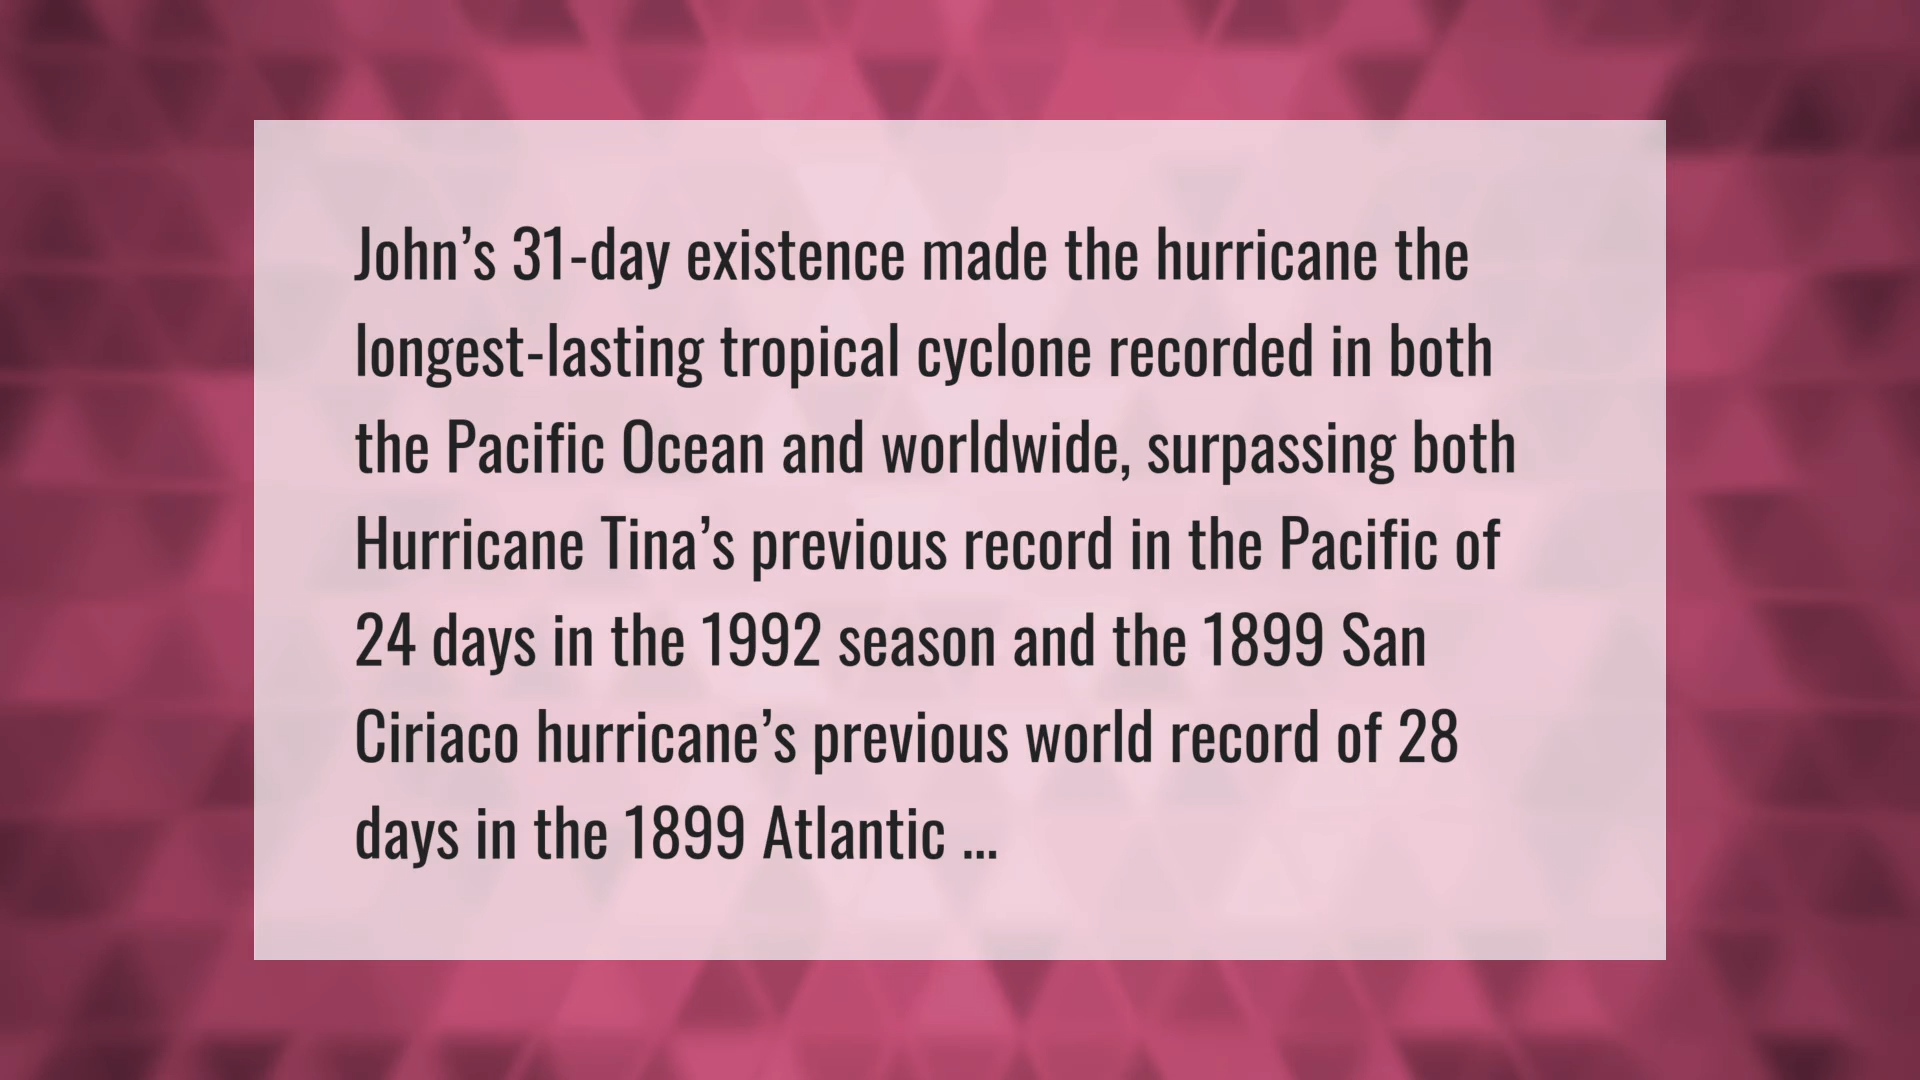 John’s 31-day existence made the hurricane the
longest-lasting tropical cyclone recorded in both
the Pacific Ocean and worldwide, surpassing both
Hurricane Tina’s previous record in the Pacific of
24 days in the 1992 season and the 1899 San
Ciriaco hurricane’s previous world record of 28
days in the 1899 Atlantic ...